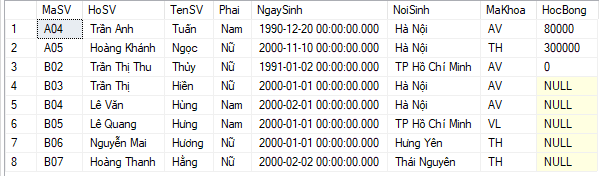 MaSV HoSV TenSV Phai NgaySinh NoiSinh MaKhoa HocBong
1 A04 Trần Anh Tuấn Nam 1990-12-20 00:00:00.000 Hà Nội AV 80000
2 A05 Hoàng Khánh Ngọc Nữ 2000-11-10 00:00:00.000 Hà Nội TH 300000
3 B02 Trần Thị Thu Thủy Nữ 1991-01-02 00:00:00.000 TP Hồ Chí Minh AV 0
4 B03 Trần Thị Hiền Nữ 2000-01-01 00:00:00.000 Hà Nội AV NULL
5 B04 Lê Văn Hùng Nam 2000-02-01 00:00:00.000 Hà Nội AV NULL
6 B05 Lê Quang Hưng Nam 2000-01-01 00:00:00.000 TP Hồ Chí Minh VL NULL
7 B06 Nguyễn Mai Hương Nữ 2000-01-01 00:00:00.000 Hưng Yên TH NULL
8 B07 Hoàng Thanh Hằng Nữ 2000-02-02 00:00:00.000 Thái Nguyên TH NULL